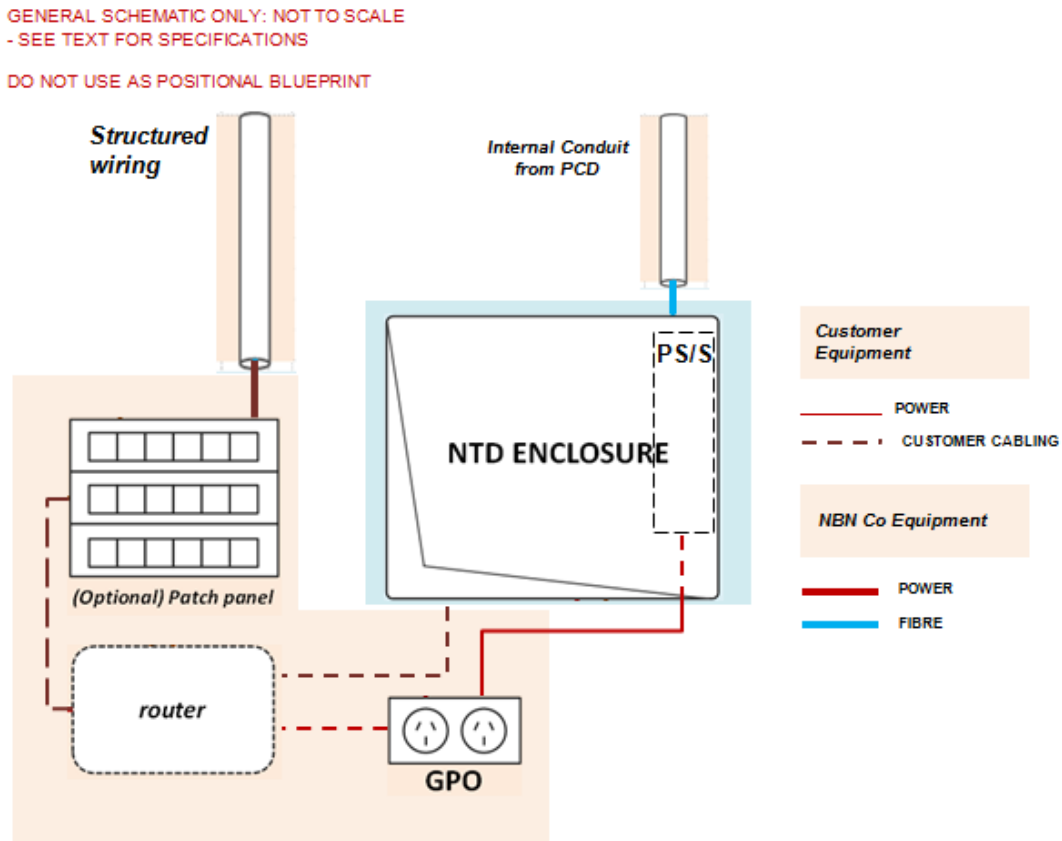 GENERAL SCHEMATIC ONLY: NOT TO SCALE
- SEE TEXT FOR SPECIFICATIONS
DO NOT USE AS POSITIONAL BLUEPRINT
Structured
wiring
Internal Conduit
from PCD
PS/S
NTD ENCLOSURE
Customer
Equipment
POWER
CUSTOMER CABLING
NBN Co Equipment
POWER
FIBRE
(Optional) Patch panel
router
GPO